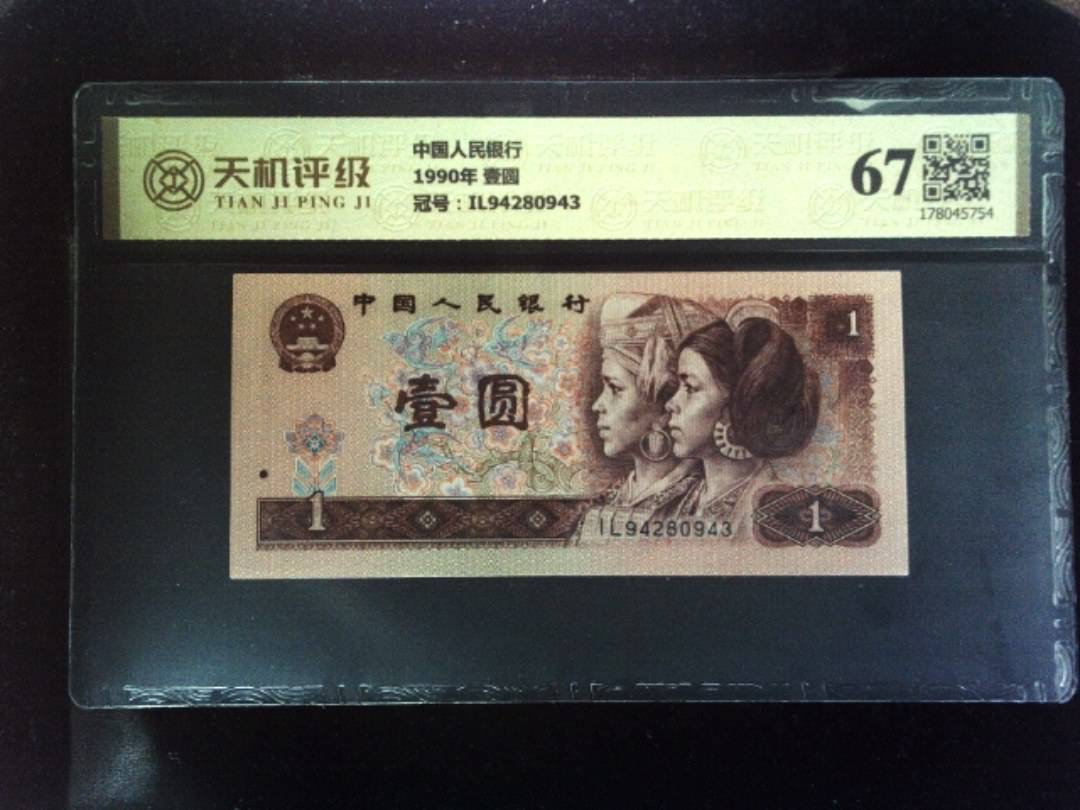 天机评级
TIAN JI PING JI
中国人民银行
1990年 壹圆
冠号：IL94280943
67
178045754
中国人民银行
1
壹圆
1
IL94280943
1